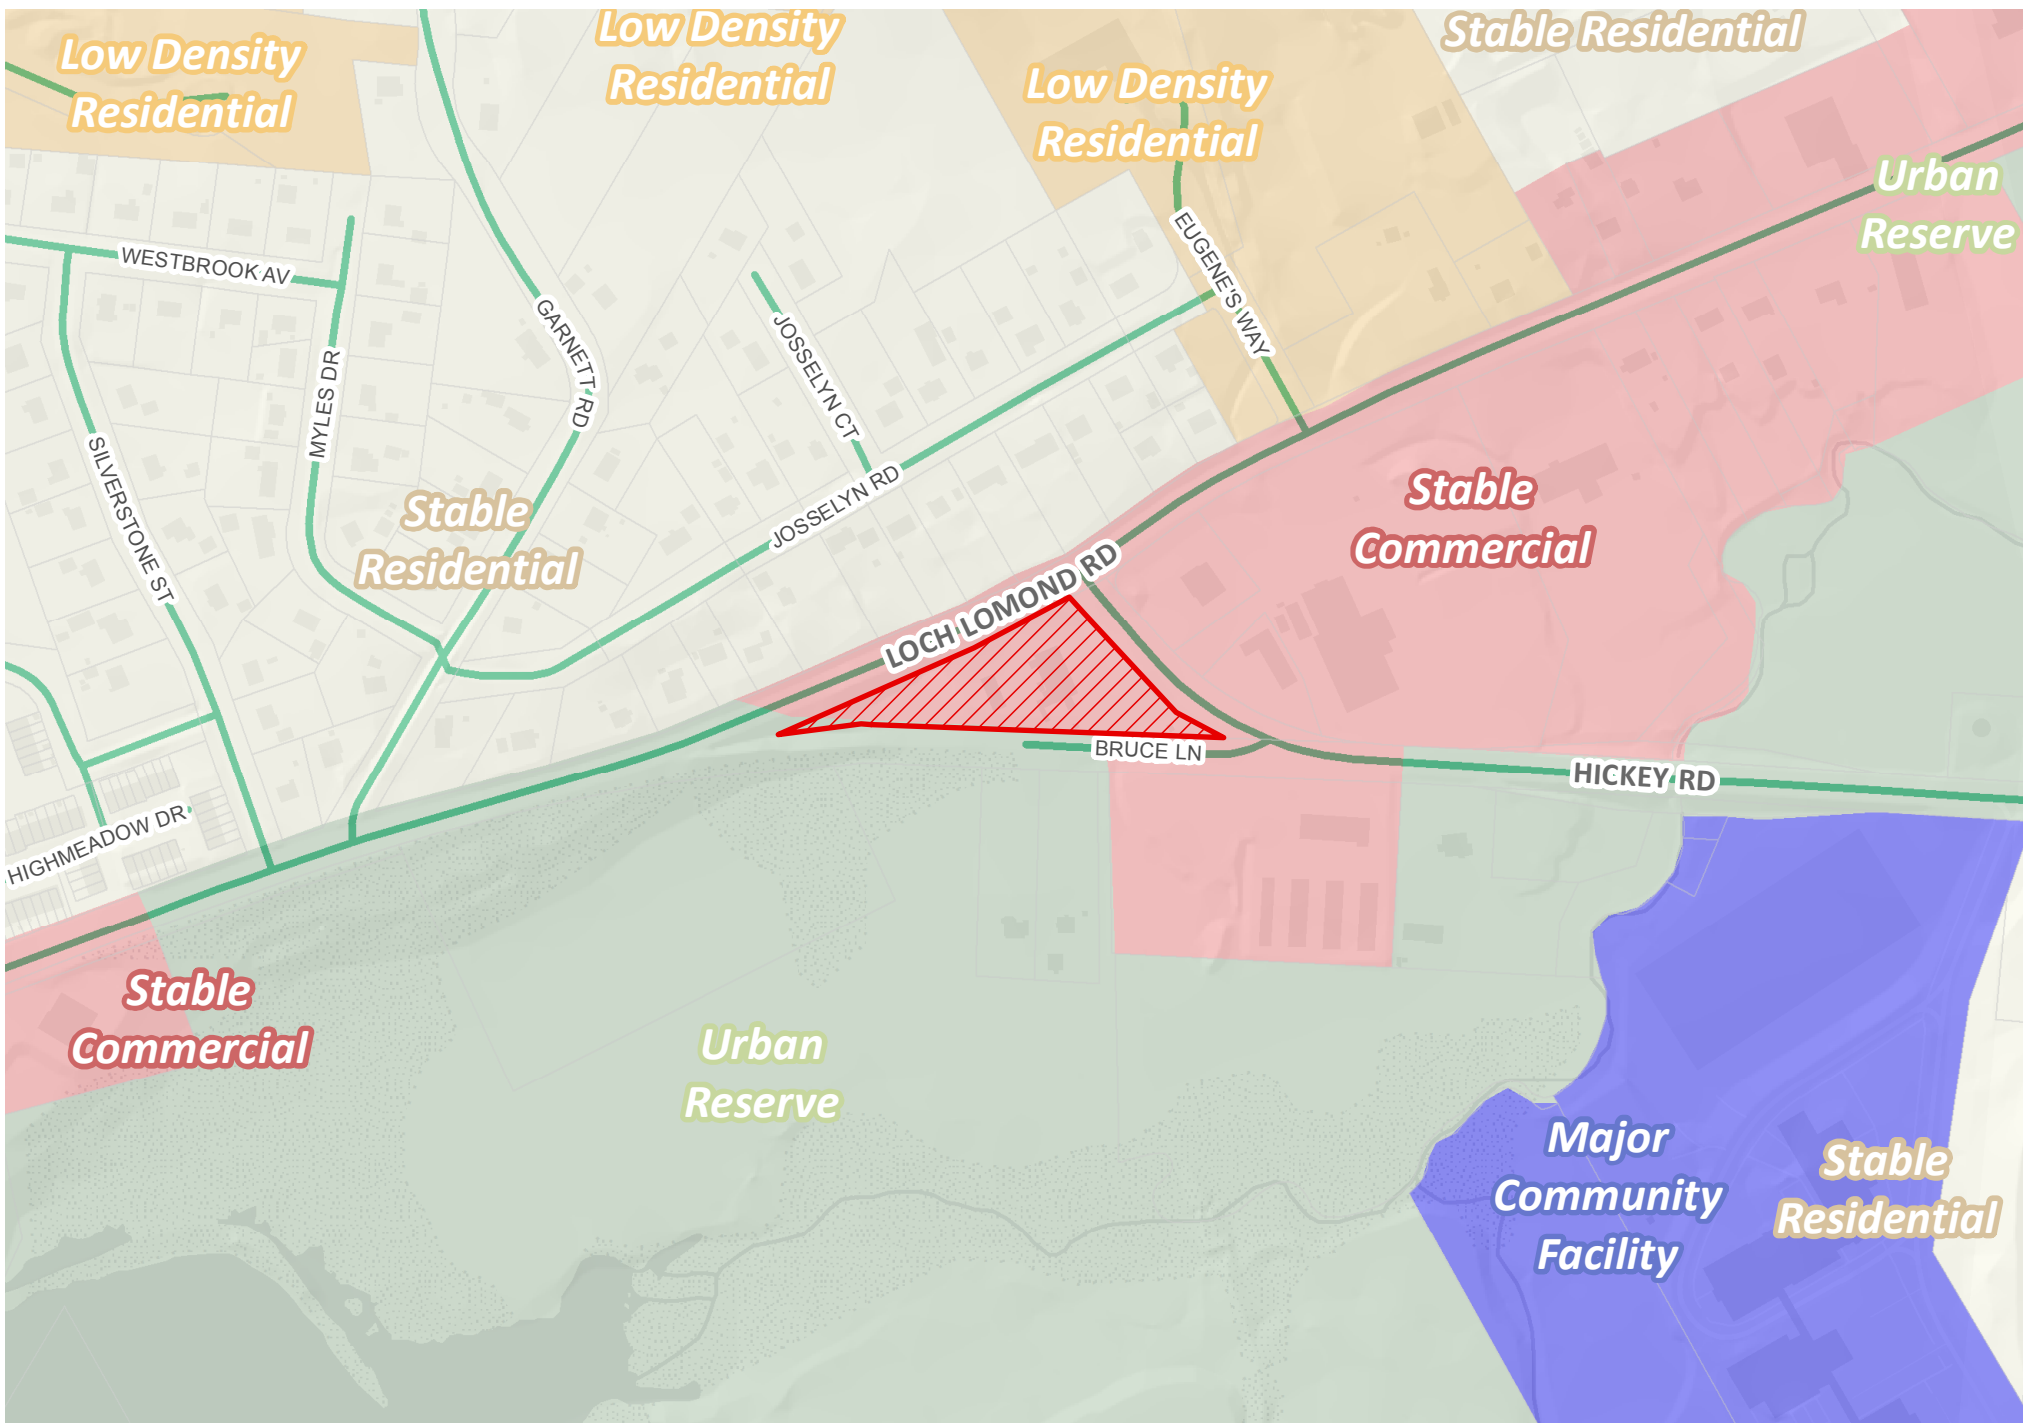 Low Density
Residential
Low Density
Residential
Low Density
Residential
Stable Residential
Urban
Reserve
WESTBROOK AV
MYLES DR
GARNETT RD
JOSSELYN CT
EUGENE'S WAY
SILVERSTONE ST
JOSSELYN RD
Stable
Residential
Stable
Commercial
LOCH LOMOND RD
BRUCE LN
HICKEY RD
HIGHMEADOW DR
Stable
Commercial
Urban
Reserve
Major
Community
Facility
Stable
Residential